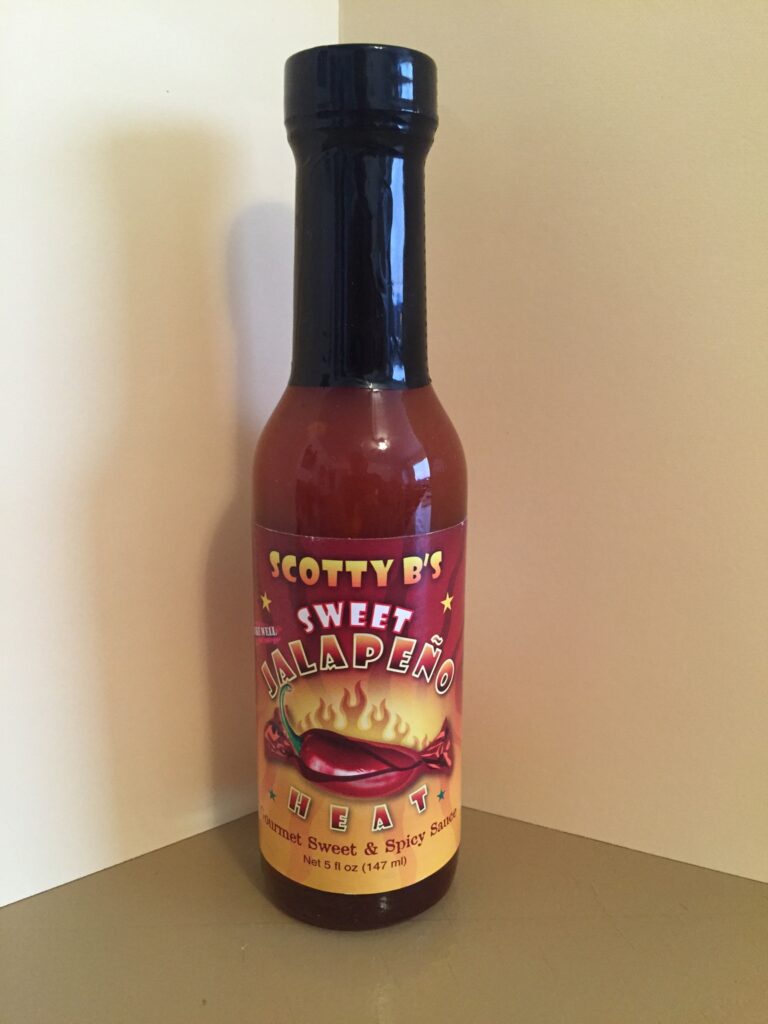 SCOTTY B'S
SWEET
JALAPEÑO
HEAT
Gourmet Sweet & Spicy Sauce
Net 5 fl oz (147 ml)